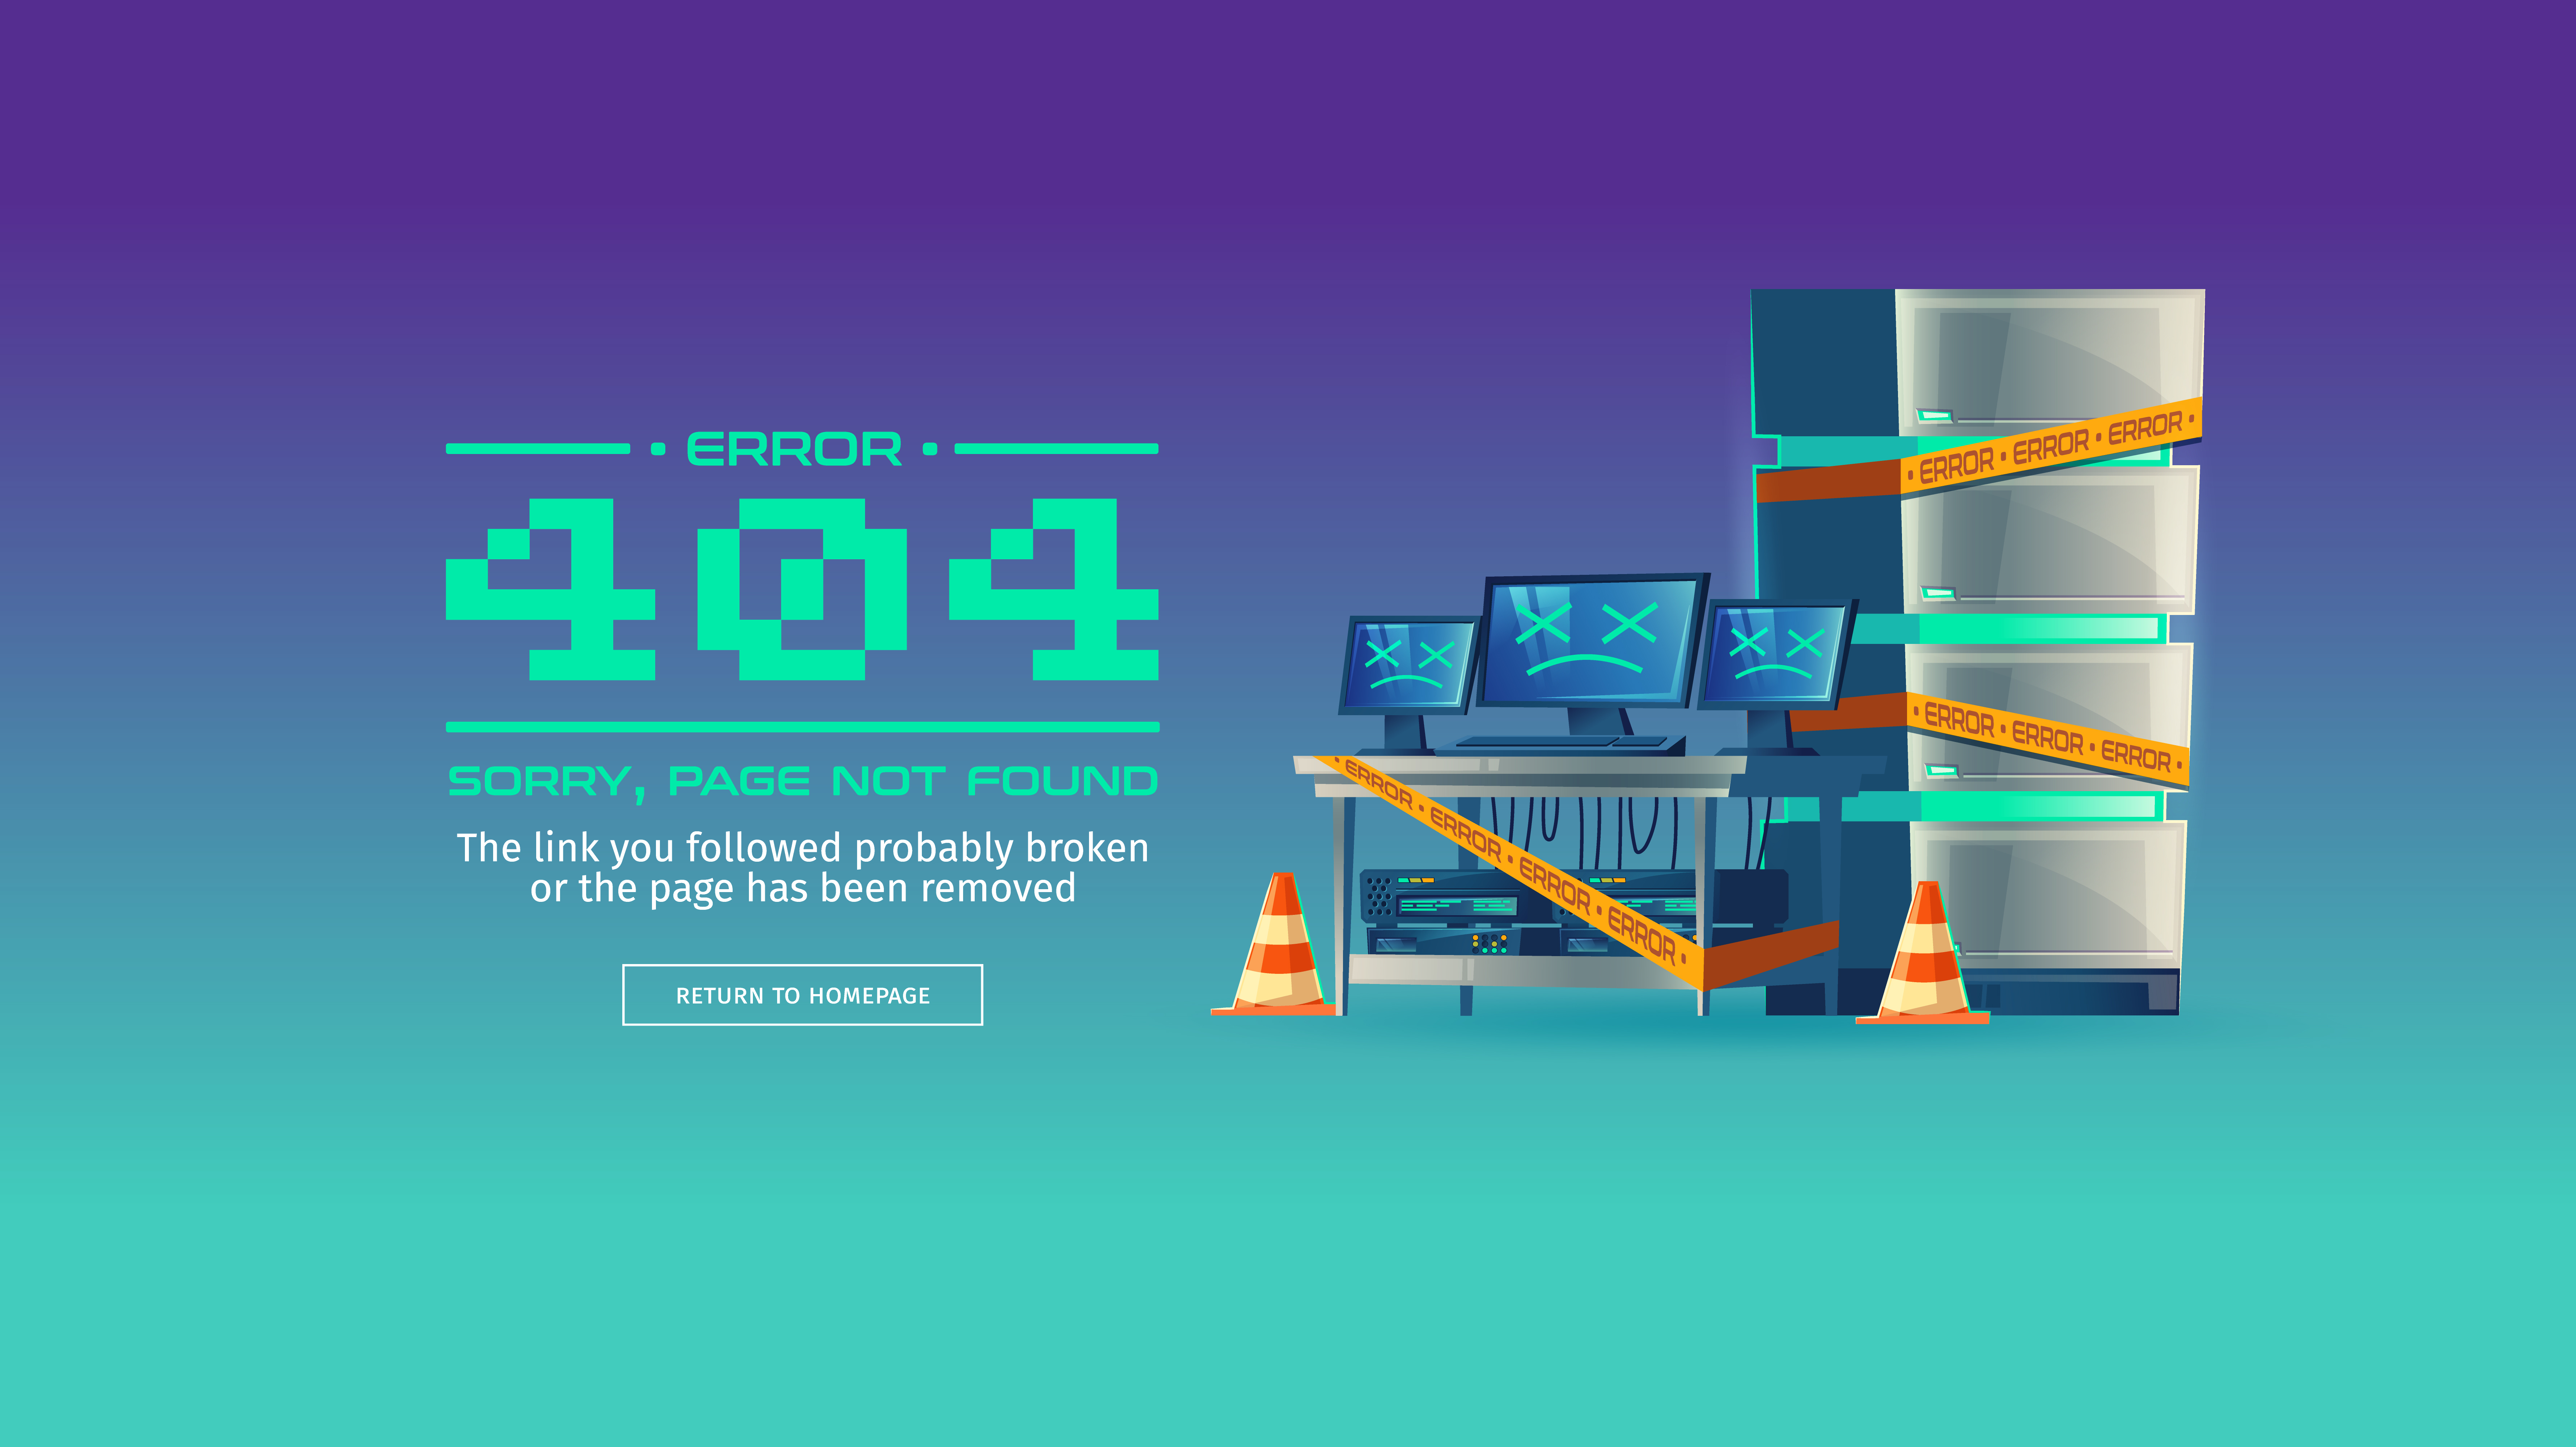 • ERROR •
404
SORRY, PAGE NOT FOUND
The link you followed probably broken
or the page has been removed
RETURN TO HOMEPAGE
• ERROR • ERROR • ERROR •
• ERROR • ERROR • ERROR •
• ERROR • ERROR • ERROR • ERROR •